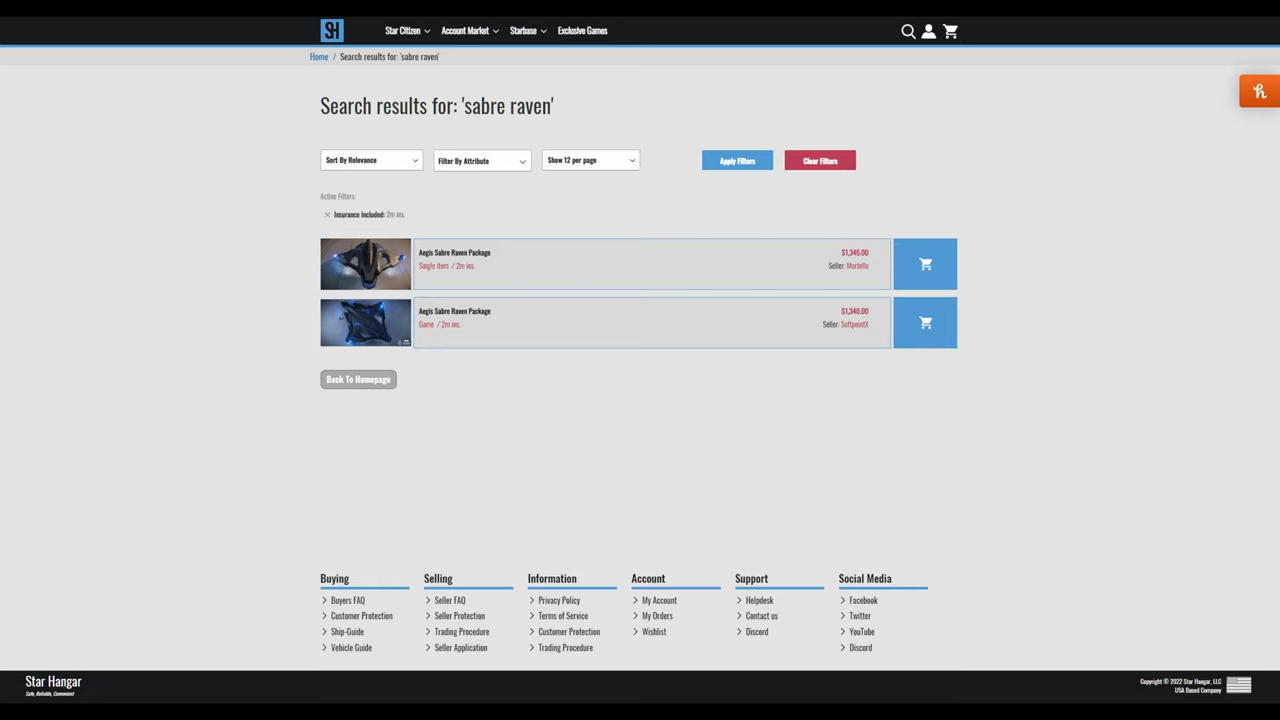 SH
Star Citizen
Account Market
Starbase
Exclusive Games
Home / Search results for: 'sabre raven'
h
Search results for: 'sabre raven'
Sort By Relevance
Filter By Attribute
Show 12 per page
Apply Filters
Clear Filters
Active Filters:
Insurance Included: 2m ins.
Aegis Sabre Raven Package
$1,345.00
Single item / 2m ins.
Seller: Mortello
Aegis Sabre Raven Package
$1,340.00
Game / 2m ins.
Seller: SoftpointX
Back To Homepage
Buying
Buyers FAQ
Customer Protection
Ship-Guide
Vehicle Guide
Selling
Seller FAQ
Seller Protection
Trading Procedure
Seller Application
Information
Privacy Policy
Terms of Service
Customer Protection
Trading Procedure
Account
My Account
My Orders
Wishlist
Support
Helpdesk
Contact us
Discord
Social Media
Facebook
Twitter
YouTube
Discord
Star Hangar
Safe, Reliable, Convenient
Copyright © 2022 Star Hangar, LLC
USA Based Company